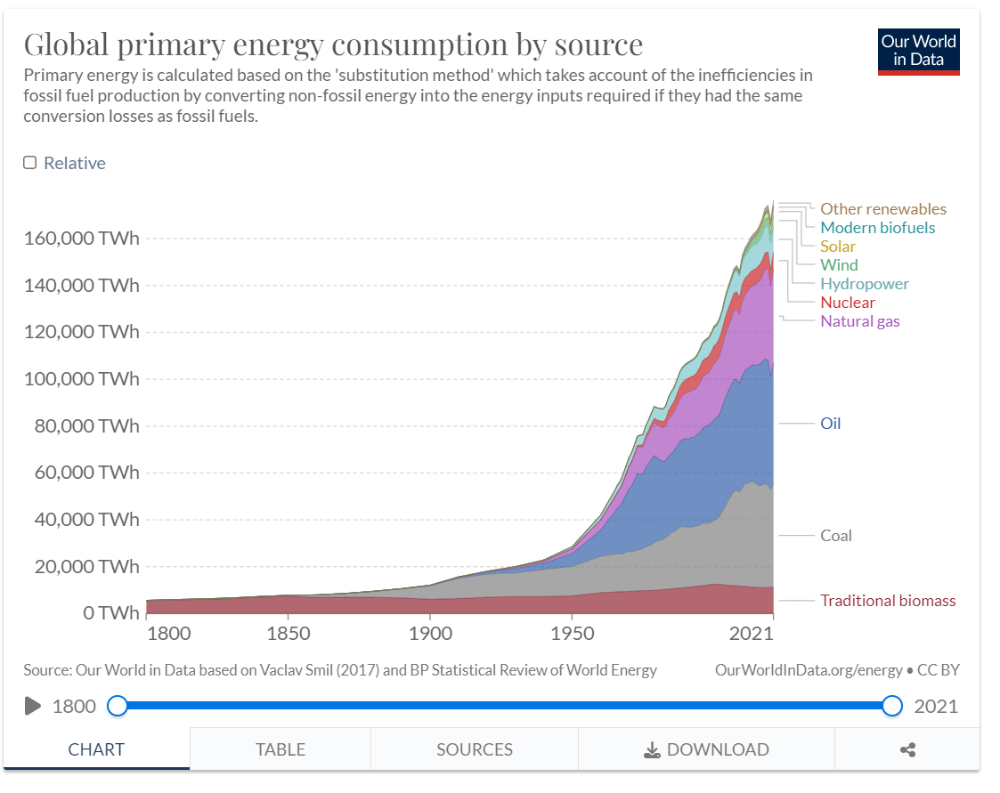 Global primary energy consumption by source
Our World
in Data
Primary energy is calculated based on the 'substitution method' which takes account of the inefficiencies in
fossil fuel production by converting non-fossil energy into the energy inputs required if they had the same
conversion losses as fossil fuels.
Relative
160,000 TWh
140,000 TWh
120,000 TWh
100,000 TWh
80,000 TWh
60,000 TWh
40,000 TWh
20,000 TWh
0 TWh
Other renewables
Modern biofuels
Solar
Wind
Hydropower
Nuclear
Natural gas
Oil
Coal
Traditional biomass
1800 1850 1900 1950 2021
Source: Our World in Data based on Vaclav Smil (2017) and BP Statistical Review of World Energy
OurWorldInData.org/energy • CC BY
1800 2021
CHART TABLE SOURCES DOWNLOAD